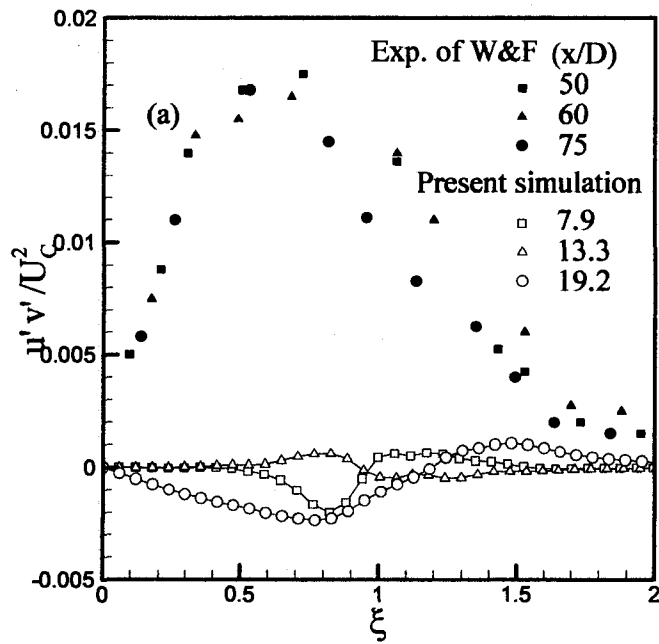 0.02
Exp. of W&F (x/D)
50
(a)
60
0.015
75
Present simulation
7.9
0.01
13.3
19.2
μ' v' /U_C^2
0.005
0
-0.005
0 0.5 1 1.5 2
ξ